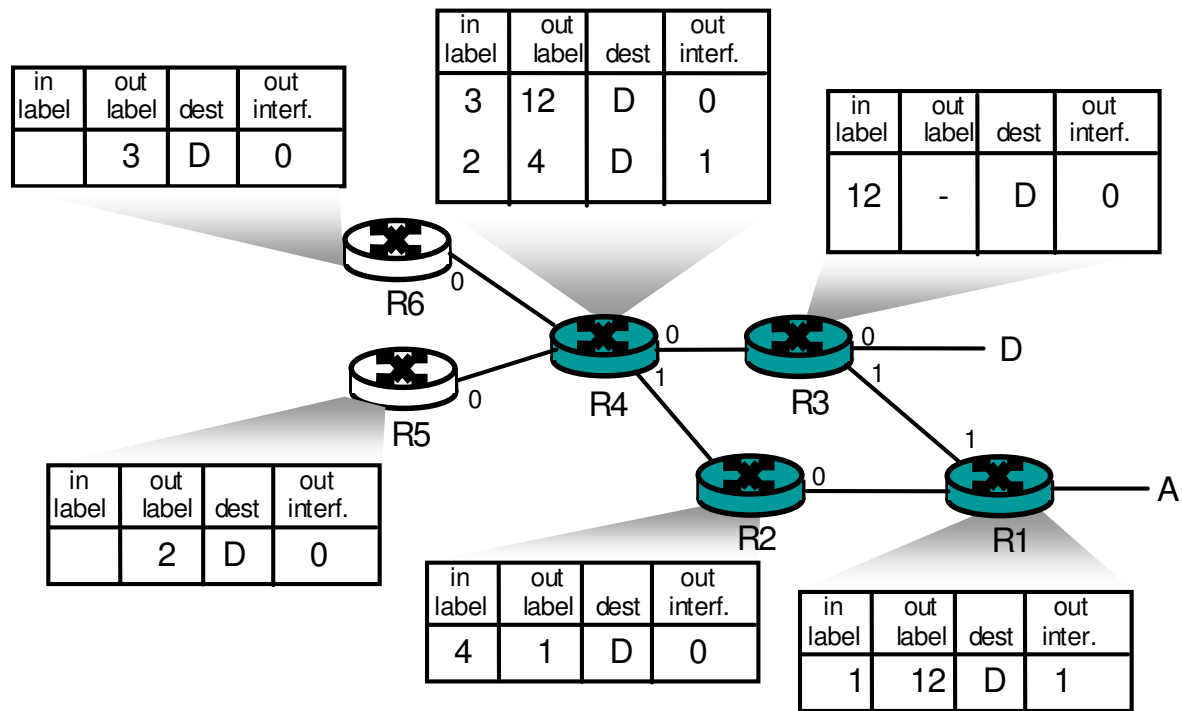 in label | out label | dest | out interf.
3 | 12 | D | 0
2 | 4 | D | 1
in label | out label | dest | out interf.
3 | D | 0
in label | out label | dest | out interf.
12 | - | D | 0
R6
0
R5
0
R4
0
1
R3
0
1
D
R2
0
R1
1
A
in label | out label | dest | out interf.
2 | D | 0
in label | out label | dest | out interf.
4 | 1 | D | 0
in label | out label | dest | out inter.
1 | 12 | D | 1